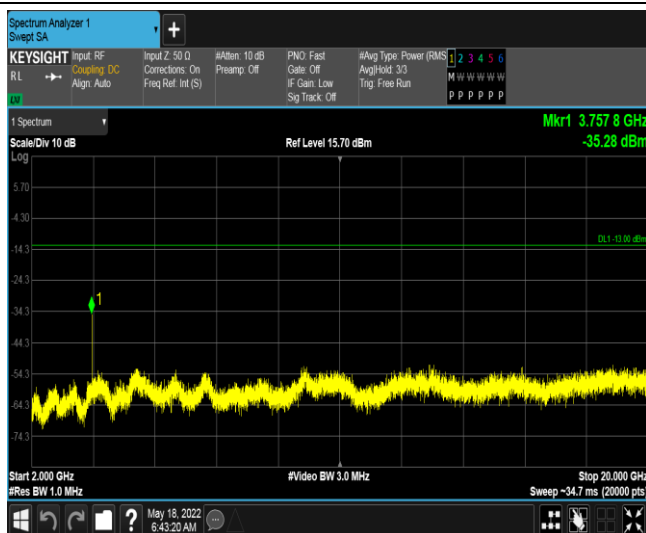 Spectrum Analyzer 1
Swept SA
+
KEYSIGHT
RL
LXI
Input: RF
Coupling: DC
Align: Auto
Input Z: 50 Ω
Corrections: On
Freq Ref: Int (S)
#Atten: 10 dB
Preamp: Off
PNO: Fast
Gate: Off
IF Gain: Low
Sig Track: Off
#Avg Type: Power (RMS
Avg|Hold: 3/3
Trig: Free Run
1 2 3 4 5 6
M W W W W W
P P P P P P
1 Spectrum
Mkr1 3.757 8 GHz
Scale/Div 10 dB
Ref Level 15.70 dBm
-35.28 dBm
Log
5.70
-4.30
DL1 -13.00 dBm
-14.3
-24.3
1
-34.3
-44.3
-54.3
-64.3
-74.3
Start 2.000 GHz
#Video BW 3.0 MHz
Stop 20.000 GHz
#Res BW 1.0 MHz
Sweep ~34.7 ms (20000 pts)
?
May 18, 2022
6:43:20 AM